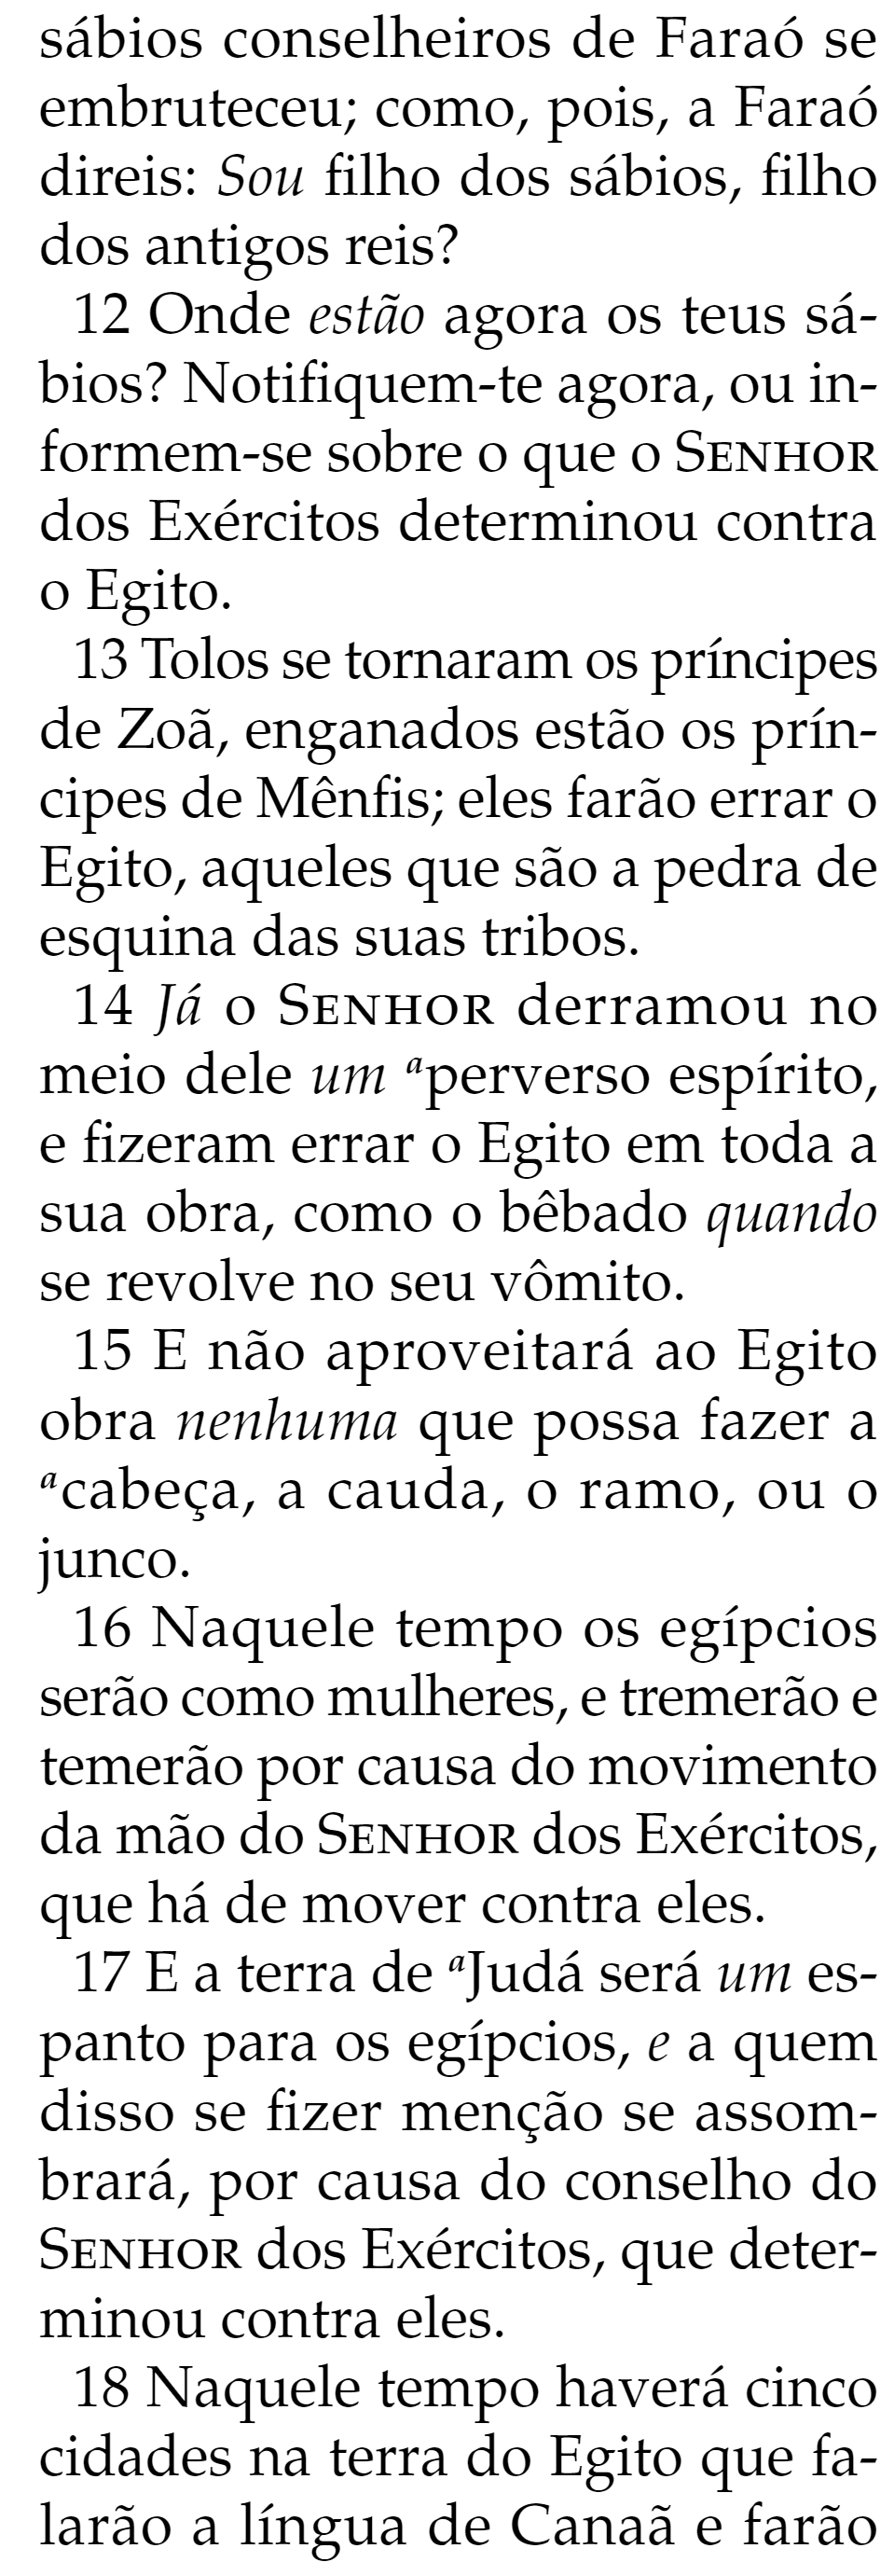 sábios conselheiros de Faraó se
embruteceu; como, pois, a Faraó
direis: Sou filho dos sábios, filho
dos antigos reis?
12 Onde estão agora os teus sá-
bios? Notifiquem-te agora, ou in-
formem-se sobre o que o SENHOR
dos Exércitos determinou contra
o Egito.
13 Tolos se tornaram os príncipes
de Zoã, enganados estão os prín-
cipes de Mênfis; eles farão errar o
Egito, aqueles que são a pedra de
esquina das suas tribos.
14 Já o SENHOR derramou no
meio dele um ᵃperverso espírito,
e fizeram errar o Egito em toda a
sua obra, como o bêbado quando
se revolve no seu vômito.
15 E não aproveitará ao Egito
obra nenhuma que possa fazer a
ᵃcabeça, a cauda, o ramo, ou o
junco.
16 Naquele tempo os egípcios
serão como mulheres, e tremerão e
temerão por causa do movimento
da mão do SENHOR dos Exércitos,
que há de mover contra eles.
17 E a terra de ᵃJudá será um es-
panto para os egípcios, e a quem
disso se fizer menção se assom-
brará, por causa do conselho do
SENHOR dos Exércitos, que deter-
minou contra eles.
18 Naquele tempo haverá cinco
cidades na terra do Egito que fa-
larão a língua de Canaã e farão